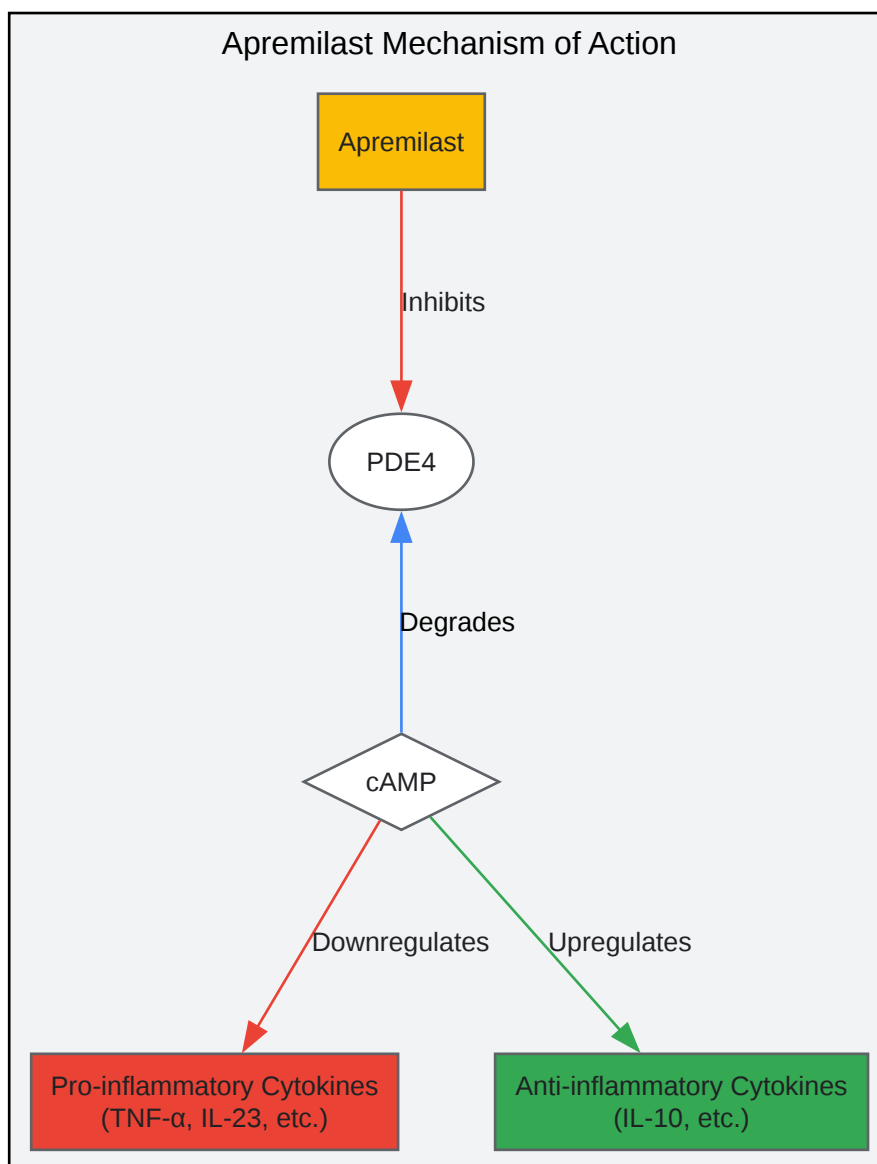 Apremilast Mechanism of Action
Apremilast
Inhibits
PDE4
Degrades
cAMP
Downregulates
Upregulates
Pro-inflammatory Cytokines
(TNF-α, IL-23, etc.)
Anti-inflammatory Cytokines
(IL-10, etc.)